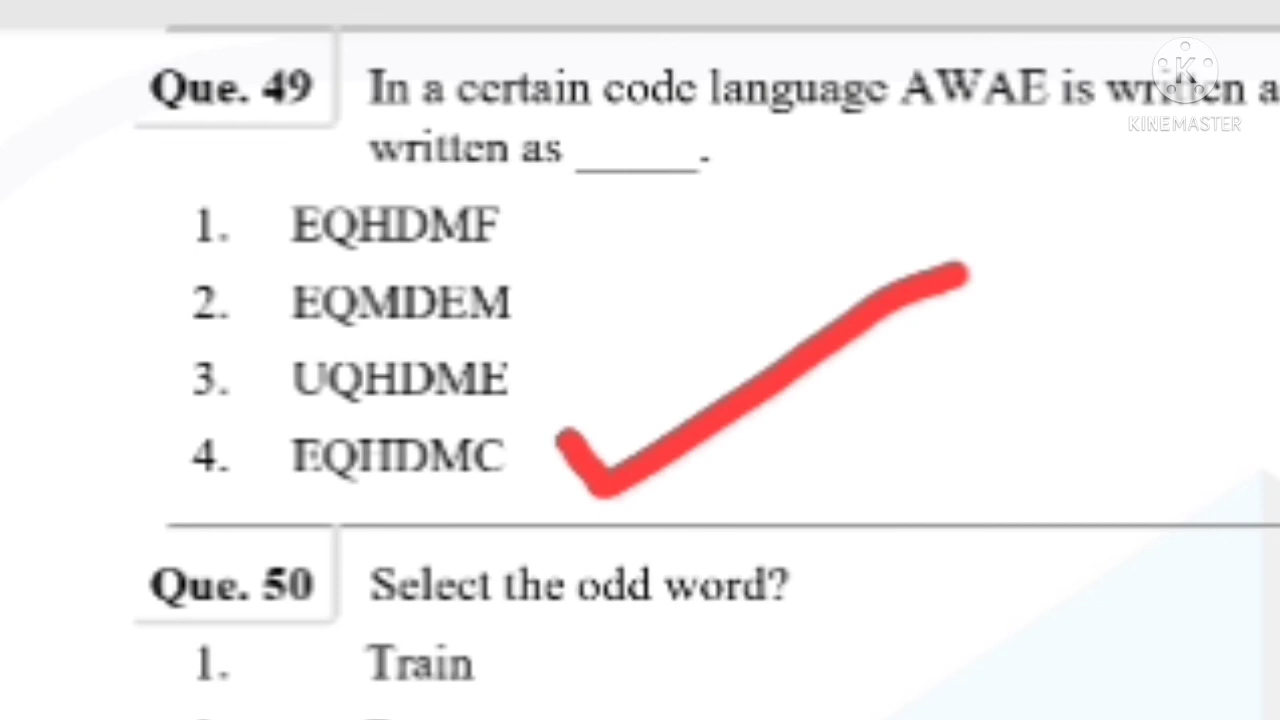 Que. 49 In a certain code language AWAE is written a
written as _____.
1. EQHDMF
2. EQMDEM
3. UQHDME
4. EQHDMC
Que. 50 Select the odd word?
1. Train
KINEMASTER